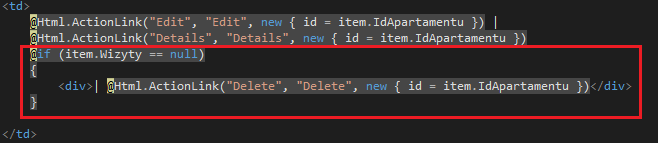 <td>
@Html.ActionLink("Edit", "Edit", new { id = item.IdApartamentu }) |
@Html.ActionLink("Details", "Details", new { id = item.IdApartamentu })
@if (item.Wizyty == null)
{
<div>| @Html.ActionLink("Delete", "Delete", new { id = item.IdApartamentu })</div>
}
</td>